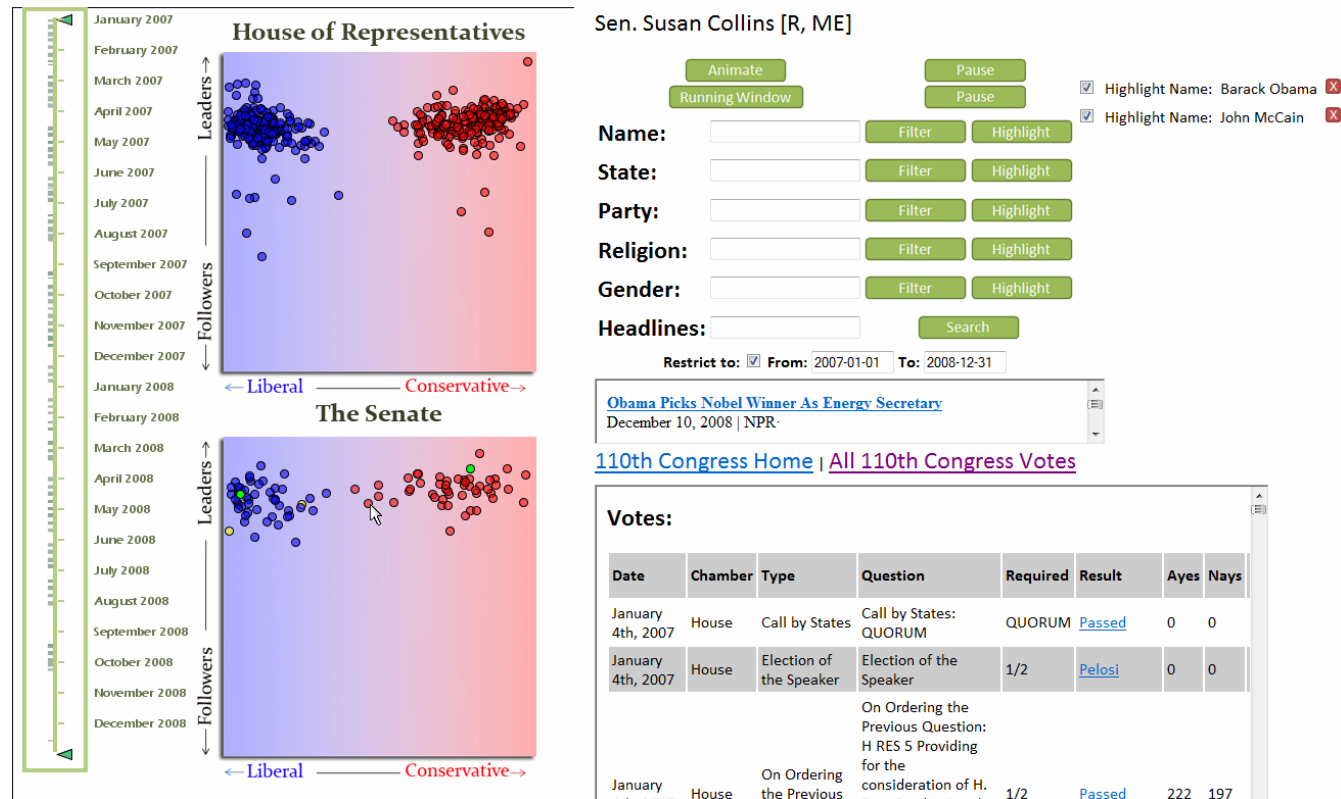 January 2007
February 2007
March 2007
April 2007
May 2007
June 2007
July 2007
August 2007
September 2007
October 2007
November 2007
December 2007
January 2008
February 2008
March 2008
April 2008
May 2008
June 2008
July 2008
August 2008
September 2008
October 2008
November 2008
December 2008
House of Representatives
Leaders→
←Followers
←Liberal
Conservative→
The Senate
Leaders→
←Followers
←Liberal
Conservative→
Sen. Susan Collins [R, ME]
Animate Pause
Running Window Pause
Highlight Name: Barack Obama X
Highlight Name: John McCain X
Name: Filter Highlight
State: Filter Highlight
Party: Filter Highlight
Religion: Filter Highlight
Gender: Filter Highlight
Headlines: Search
Restrict to: From: 2007-01-01 To: 2008-12-31
Obama Picks Nobel Winner As Energy Secretary
December 10, 2008 | NPR·
110th Congress Home | All 110th Congress Votes
Votes:
Date Chamber Type Question Required Result Ayes Nays
January 4th, 2007 House Call by States Call by States: QUORUM QUORUM Passed 0 0
January 4th, 2007 House Election of the Speaker Election of the Speaker 1/2 Pelosi 0 0
January House On Ordering the Previous On Ordering the Previous Question: H RES 5 Providing for the consideration of H. 1/2 Passed 222 197